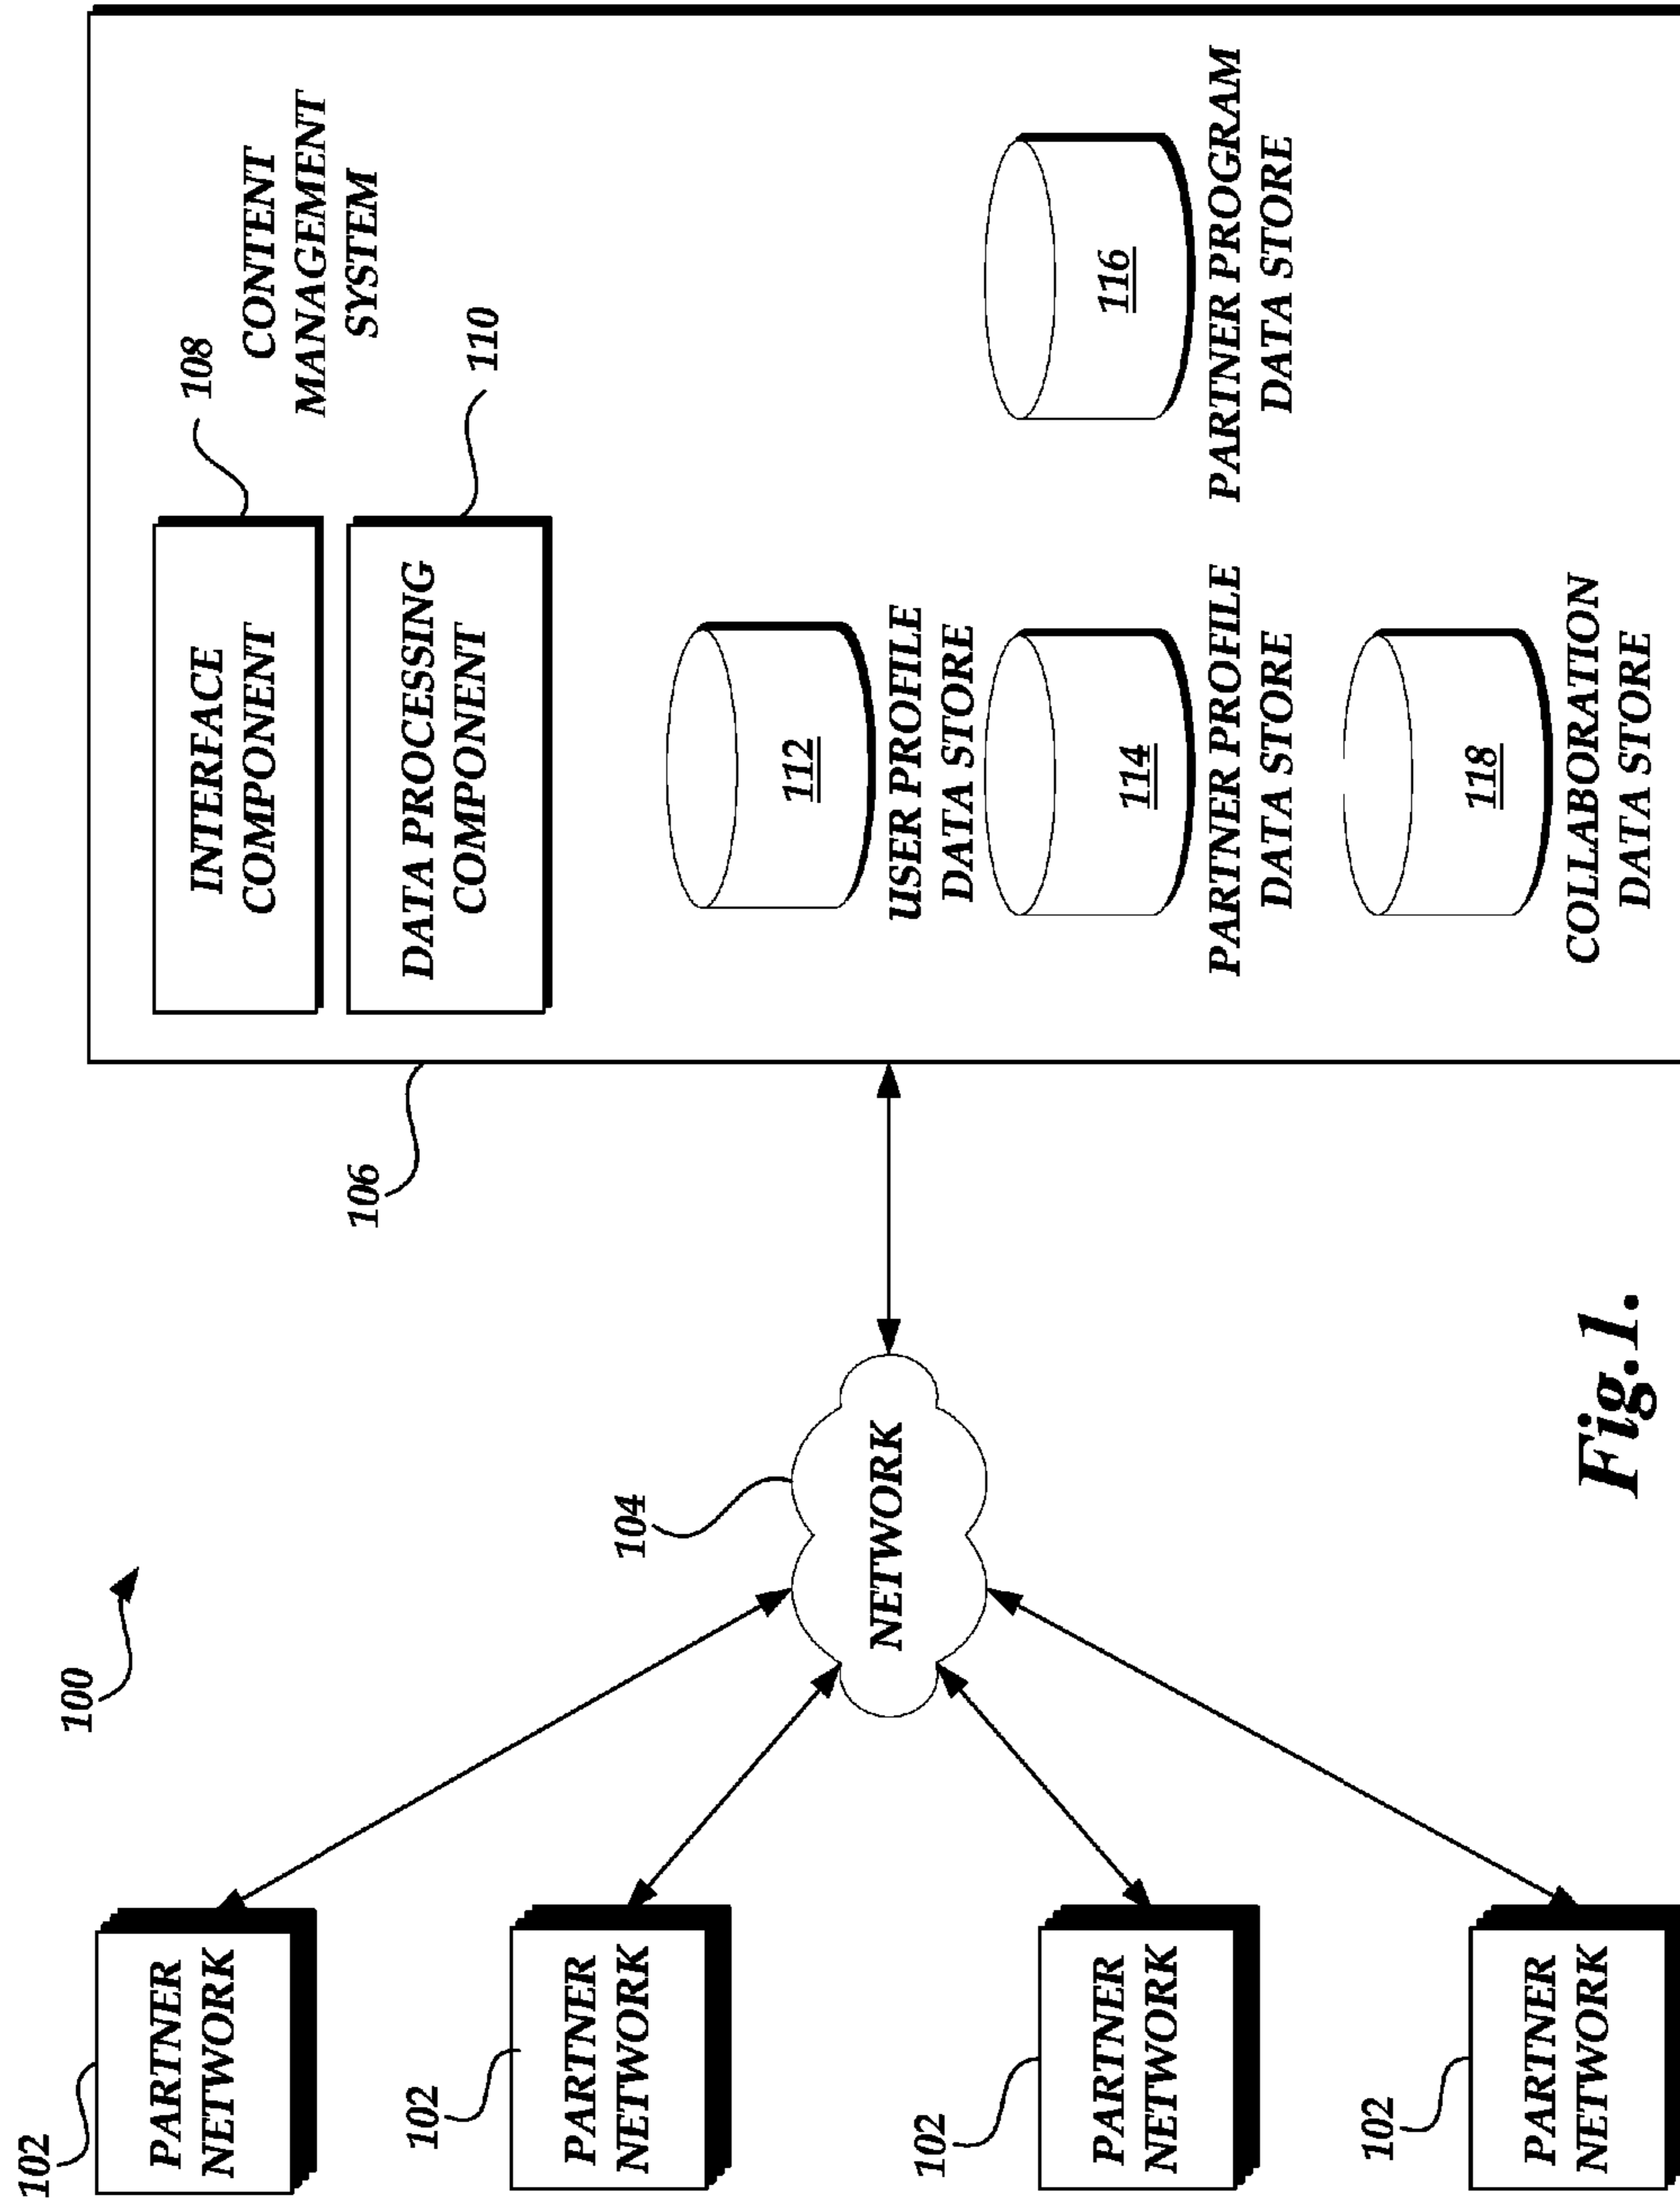 100
102
PARTNER
NETWORK
102
PARTNER
NETWORK
102
PARTNER
NETWORK
102
PARTNER
NETWORK
104
NETWORK
106
INTERFACE
COMPONENT
108
CONTENT
MANAGEMENT
SYSTEM
DATA PROCESSING
COMPONENT
110
112
USER PROFILE
DATA STORE
114
PARTNER PROFILE
DATA STORE
116
PARTNER PROGRAM
DATA STORE
118
COLLABORATION
DATA STORE
Fig.1.